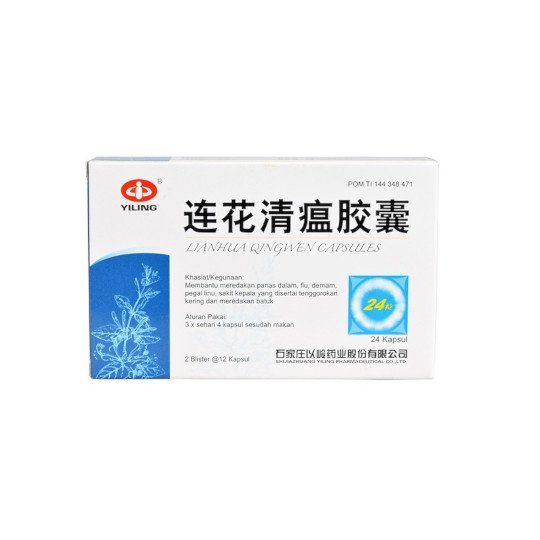 YILING
®
POM TI 144 348 471
连花清瘟胶囊
LIANHUA QINGWEN CAPSULES
Khasiat/Kegunaan:
Membantu meredakan panas dalam, flu, demam,
pegal linu, sakit kepala yang disertai tenggorokan
kering dan meredakan batuk
Aturan Pakai:
3 x sehari 4 kapsul sesudah makan
24粒
24 Kapsul
2 Blister @12 Kapsul
石家庄以岭药业股份有限公司
SHIJIAZHUANG YILING PHARMACEUTICAL CO.,LTD.